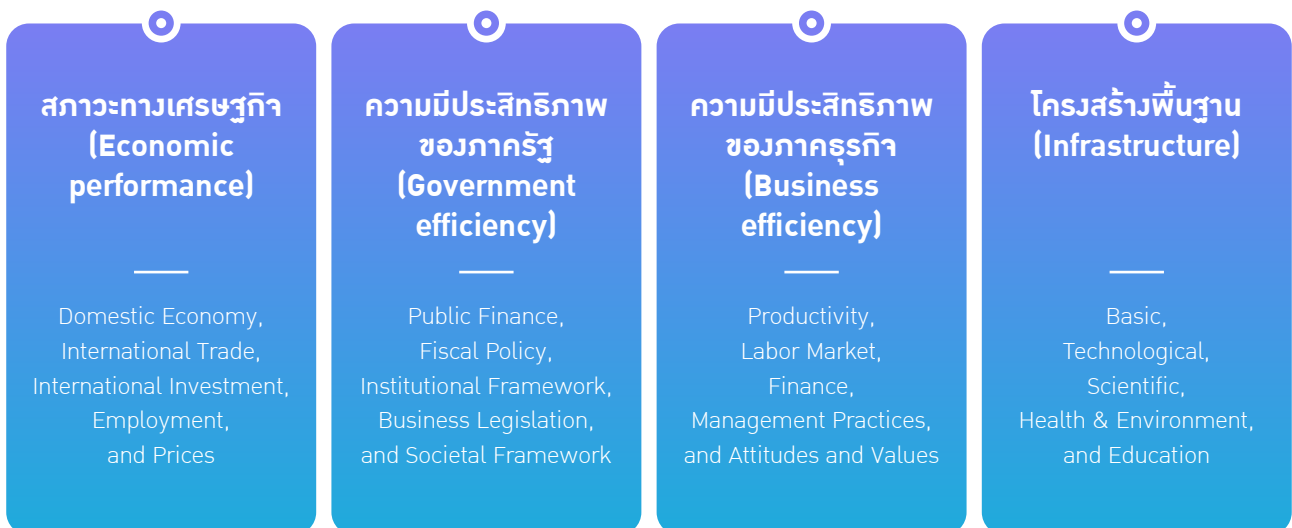 สภาวะทางเศรษฐกิจ
(Economic
performance)
Domestic Economy,
International Trade,
International Investment,
Employment,
and Prices
ความมีประสิทธิภาพ
ของภาครัฐ
(Government
efficiency)
Public Finance,
Fiscal Policy,
Institutional Framework,
Business Legislation,
and Societal Framework
ความมีประสิทธิภาพ
ของภาคธุรกิจ
(Business
efficiency)
Productivity,
Labor Market,
Finance,
Management Practices,
and Attitudes and Values
โครงสร้างพื้นฐาน
(Infrastructure)
Basic,
Technological,
Scientific,
Health & Environment,
and Education